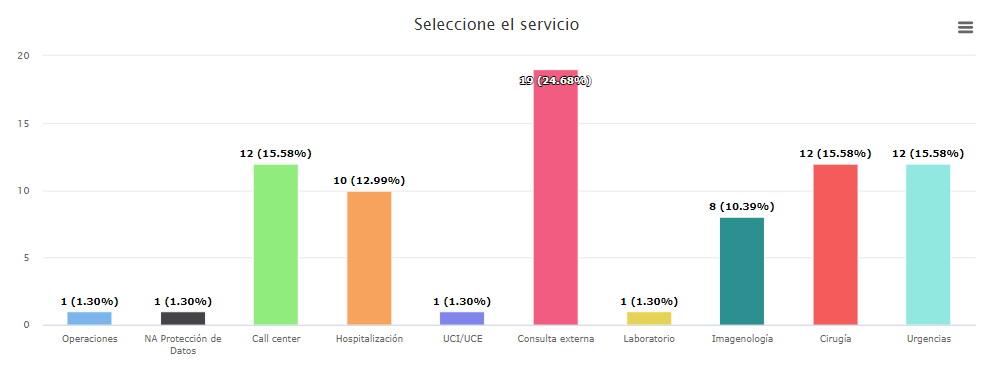 Seleccione el servicio
20
15
10
5
0
1 (1.30%)
1 (1.30%)
12 (15.58%)
10 (12.99%)
1 (1.30%)
19 (24.68%)
1 (1.30%)
8 (10.39%)
12 (15.58%)
12 (15.58%)
Operaciones
NA Protección de
Datos
Call center
Hospitalización
UCI/UCE
Consulta externa
Laboratorio
Imagenología
Cirugía
Urgencias